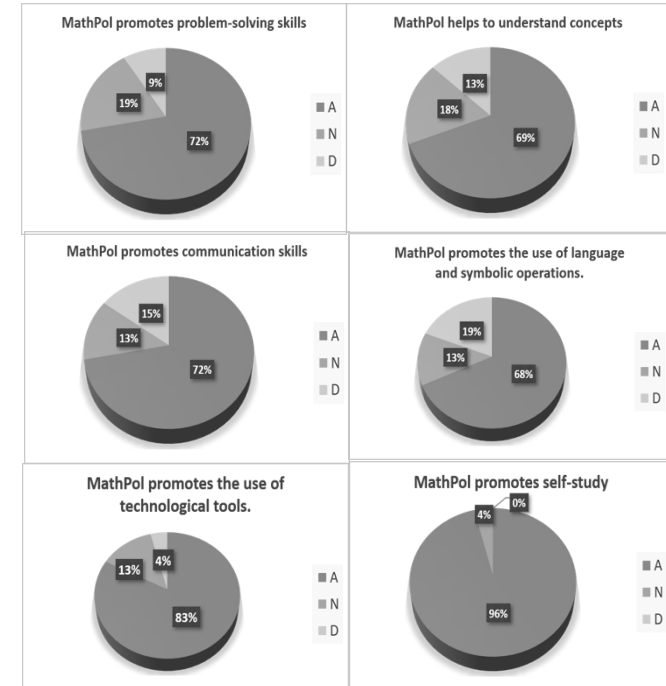 MathPol promotes problem-solving skills
9%
19%
72%
A
N
D
MathPol helps to understand concepts
13%
18%
69%
A
N
D
MathPol promotes communication skills
15%
13%
72%
A
N
D
MathPol promotes the use of language
and symbolic operations.
19%
13%
68%
A
N
D
MathPol promotes the use of
technological tools.
13%
4%
83%
A
N
D
MathPol promotes self-study
0%
4%
96%
A
N
D